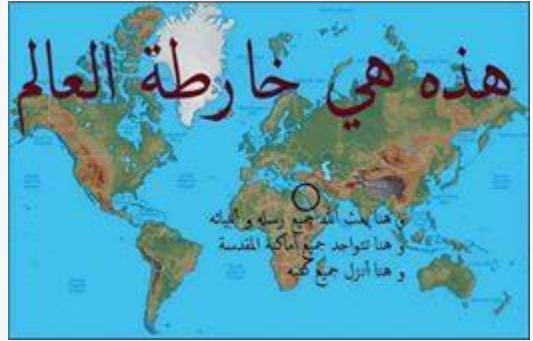 هذه هي خارطة العالم
و هنا بعث الله جميع رسله و أنبيائه
و هنا تتواجد جميع أماكنه المقدسة
و هنا أنزل جميع كتبه